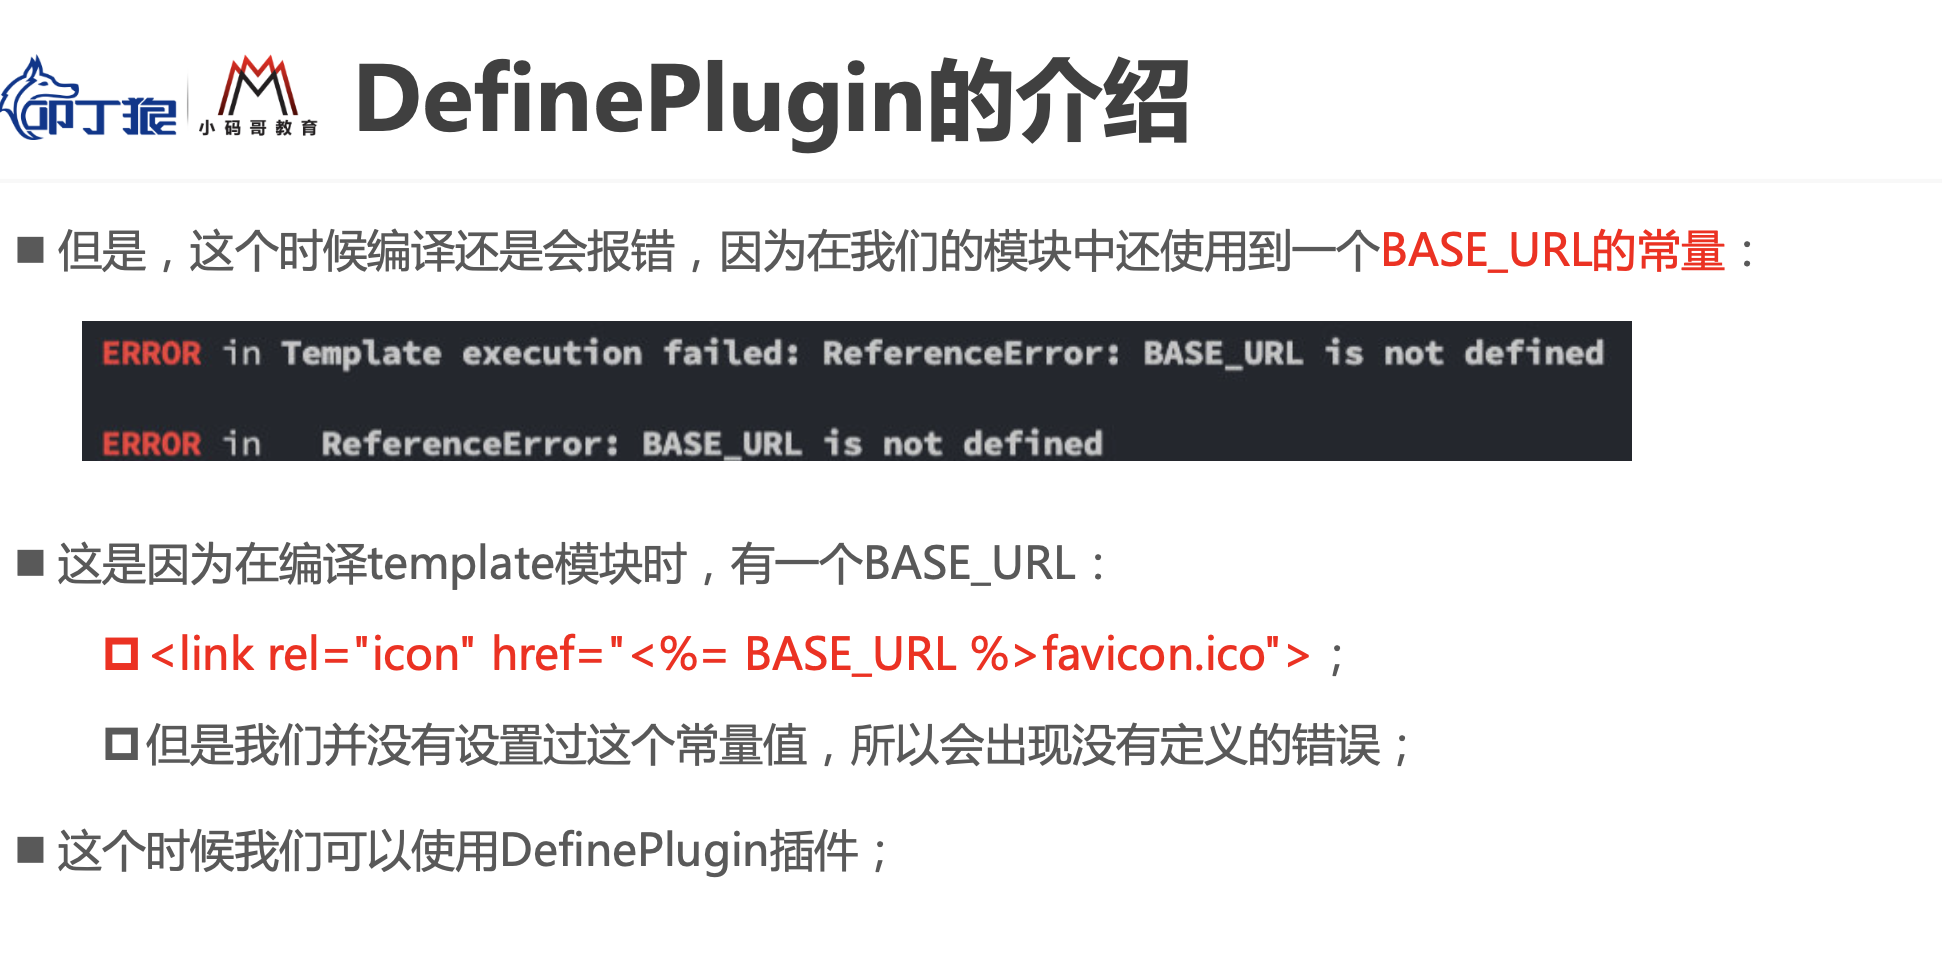 叩丁狼
小码哥教育
DefinePlugin的介绍
但是，这个时候编译还是会报错，因为在我们的模块中还使用到一个BASE_URL的常量：
ERROR in Template execution failed: ReferenceError: BASE_URL is not defined
ERROR in   ReferenceError: BASE_URL is not defined
这是因为在编译template模块时，有一个BASE_URL：
<link rel="icon" href="<%= BASE_URL %>favicon.ico">；
但是我们并没有设置过这个常量值，所以会出现没有定义的错误；
这个时候我们可以使用DefinePlugin插件；